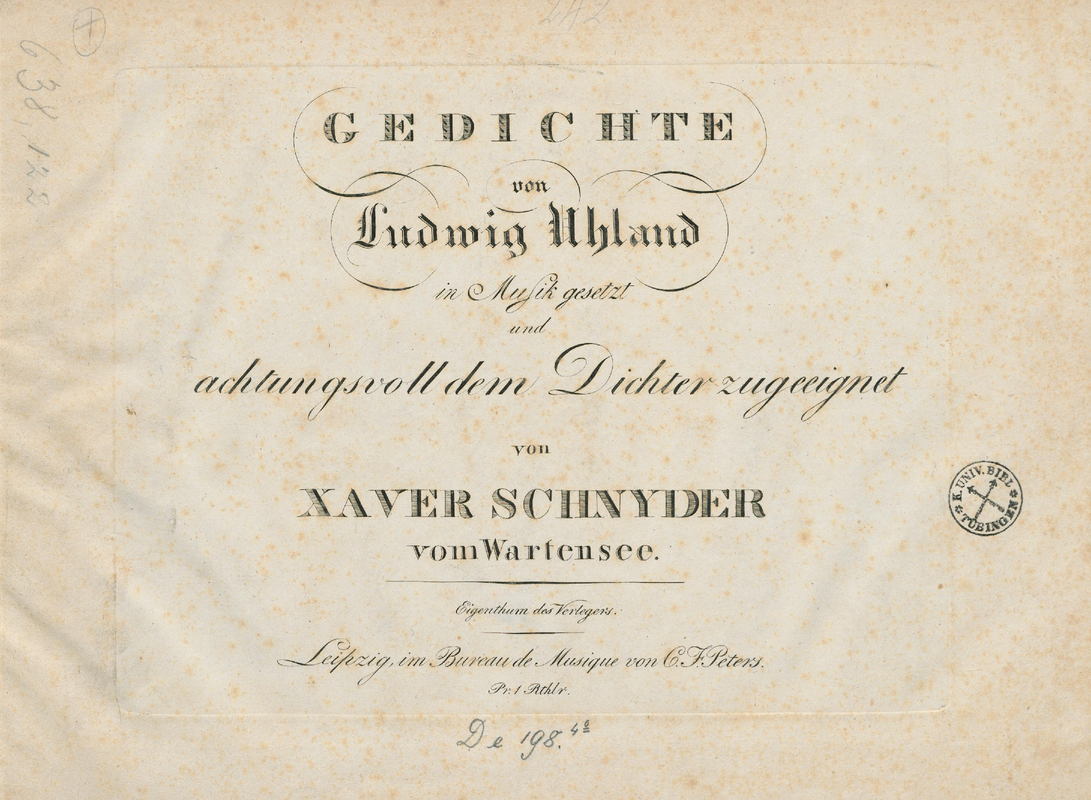 GEDICHTE
von
Ludwig Uhland
in Muſik gesetzt
und
achtungsvoll dem Dichter zugeeignet
von
XAVER SCHNYDER
vom Wartensee.
Eigenthum des Verlegers.
Leipzig, im Bureau de Musique von C. F. Peters.
Pr. 1 Rthlr.
K. UNIV. BIBL.
TÜBINGEN
De 198. 4°
638,122